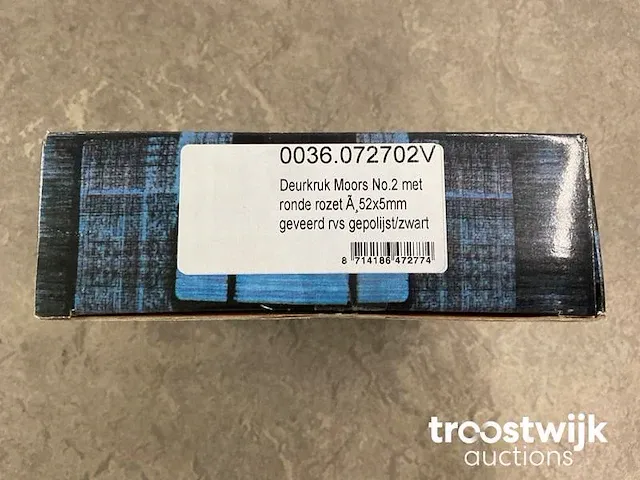 0036.072702V
Deurkruk Moors No.2 met
ronde rozet Ã¸52x5mm
geveerd rvs gepolijst/zwart
8 714186 472774
troostwijk
auctions